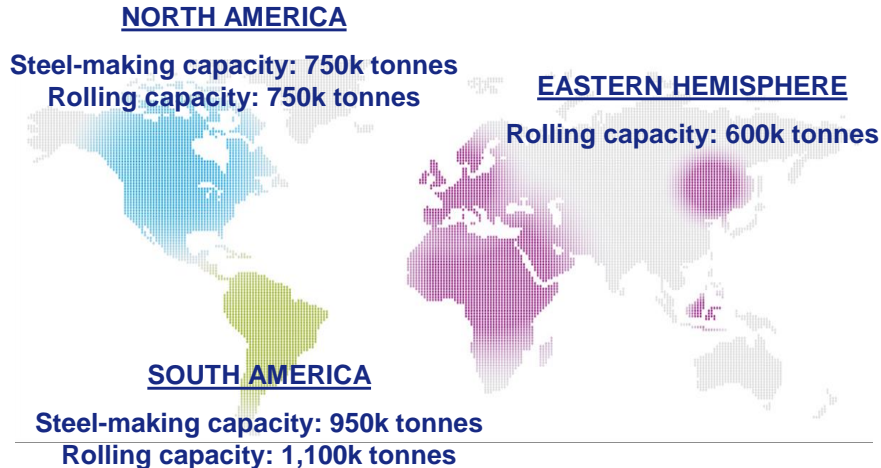 NORTH AMERICA
Steel-making capacity: 750k tonnes
Rolling capacity: 750k tonnes
EASTERN HEMISPHERE
Rolling capacity: 600k tonnes
SOUTH AMERICA
Steel-making capacity: 950k tonnes
Rolling capacity: 1,100k tonnes